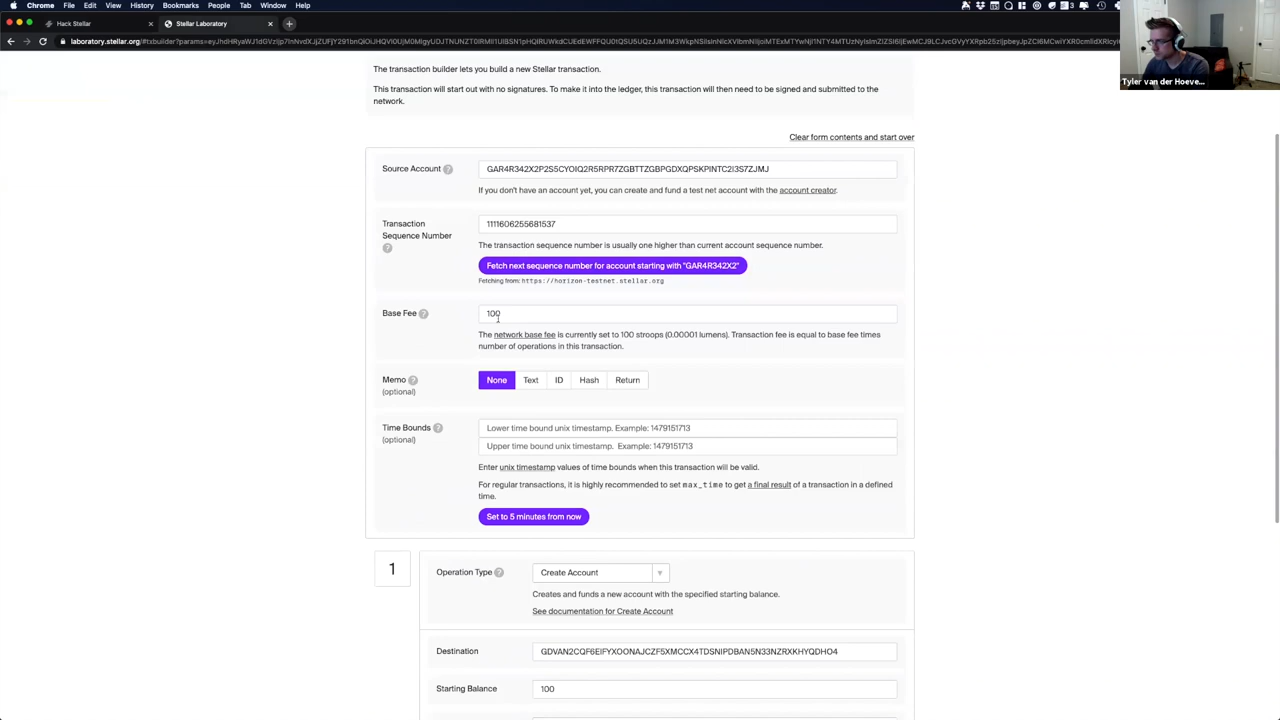 Chrome File Edit View History Bookmarks People Tab Window Help
Hack Stellar
Stellar Laboratory
The transaction builder lets you build a new Stellar transaction.
This transaction will start out with no signatures. To make it into the ledger, this transaction will then need to be signed and submitted to the
network.
Clear form contents and start over
Source Account
GAR4R342X2P2S5CYOIQ2R5RPR7ZGBTTZGBPGDXQPSKPINTC2I3S7ZJMJ
If you don't have an account yet, you can create and fund a test net account with the account creator.
Transaction
Sequence Number
1111606255681537
The transaction sequence number is usually one higher than current account sequence number.
Fetch next sequence number for account starting with "GAR4R342X2"
Fetching from: https://horizon-testnet.stellar.org
Base Fee
100
The network base fee is currently set to 100 stroops (0.00001 lumens). Transaction fee is equal to base fee times
number of operations in this transaction.
Memo
(optional)
None Text ID Hash Return
Time Bounds
(optional)
Lower time bound unix timestamp. Example: 1479151713
Upper time bound unix timestamp. Example: 1479151713
Enter unix timestamp values of time bounds when this transaction will be valid.
For regular transactions, it is highly recommended to set max_time to get a final result of a transaction in a defined
time.
Set to 5 minutes from now
1
Operation Type
Create Account
Creates and funds a new account with the specified starting balance.
See documentation for Create Account
Destination
GDVAN2CQF6EIFYXOONAJCZF5XMCCX4TDSNIPDBAN5N33NZRXKHYQDHO4
Starting Balance
100
Tyler van der Hoeve...